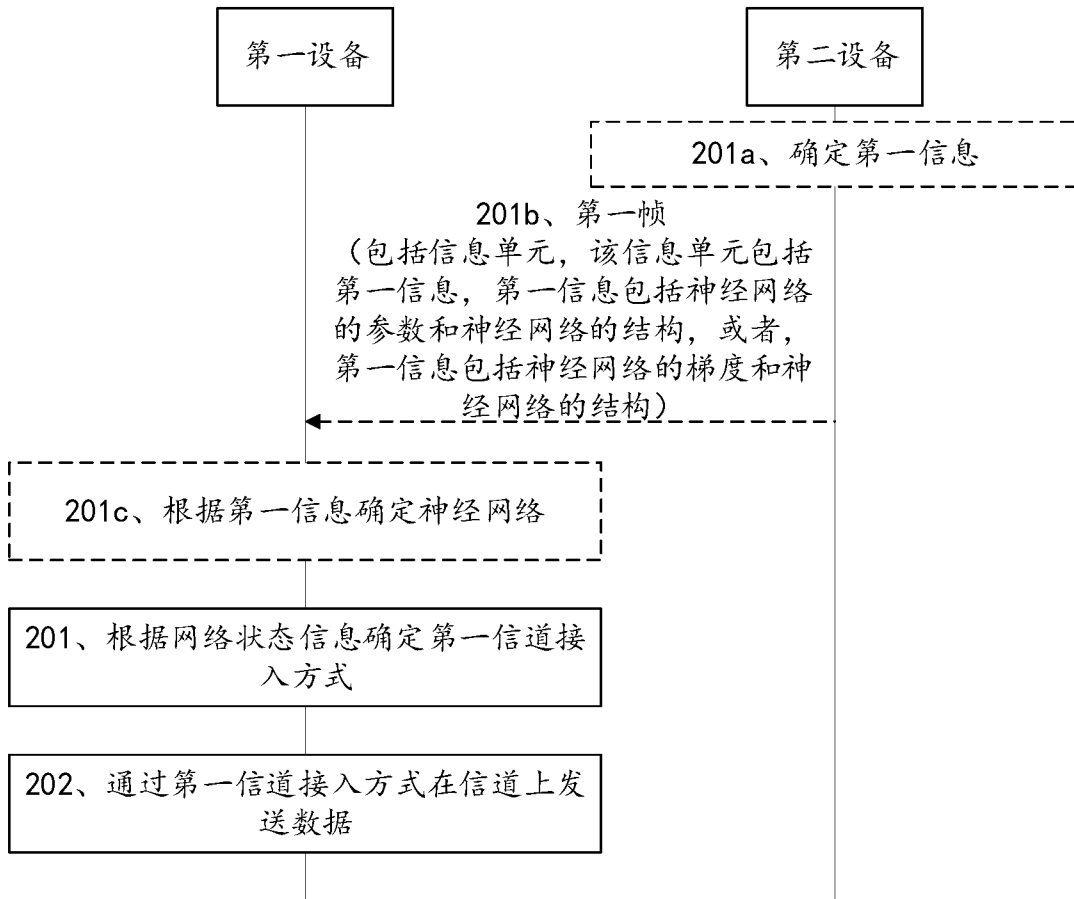 第一设备
第二设备
201a、确定第一信息
201b、第一帧
（包括信息单元，该信息单元包括
第一信息，第一信息包括神经网络
的参数和神经网络的结构，或者，
第一信息包括神经网络的梯度和神
经网络的结构）
201c、根据第一信息确定神经网络
201、根据网络状态信息确定第一信道接
入方式
202、通过第一信道接入方式在信道上发
送数据